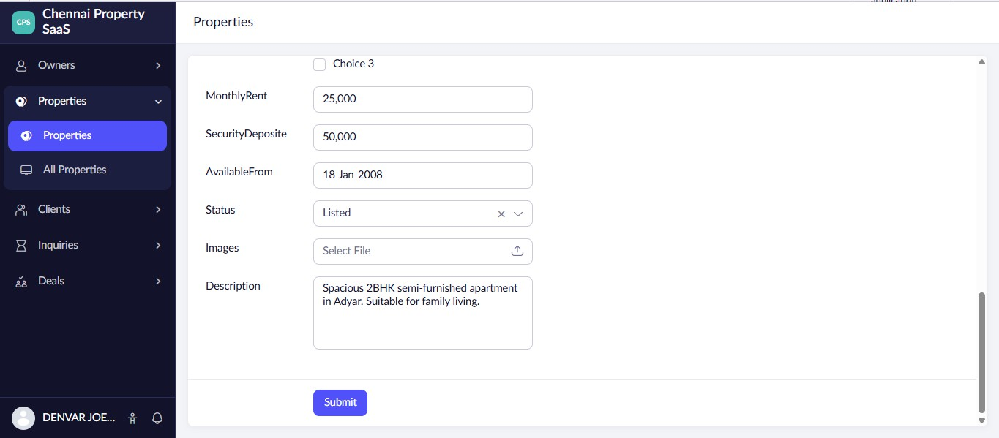 application
CPS
Chennai Property
SaaS
Owners
Properties
Properties
All Properties
Clients
Inquiries
Deals
DENVAR JOE...
Properties
Choice 3
MonthlyRent
25,000
SecurityDeposite
50,000
AvailableFrom
18-Jan-2008
Status
Listed
Images
Select File
Description
Spacious 2BHK semi-furnished apartment
in Adyar. Suitable for family living.
Submit